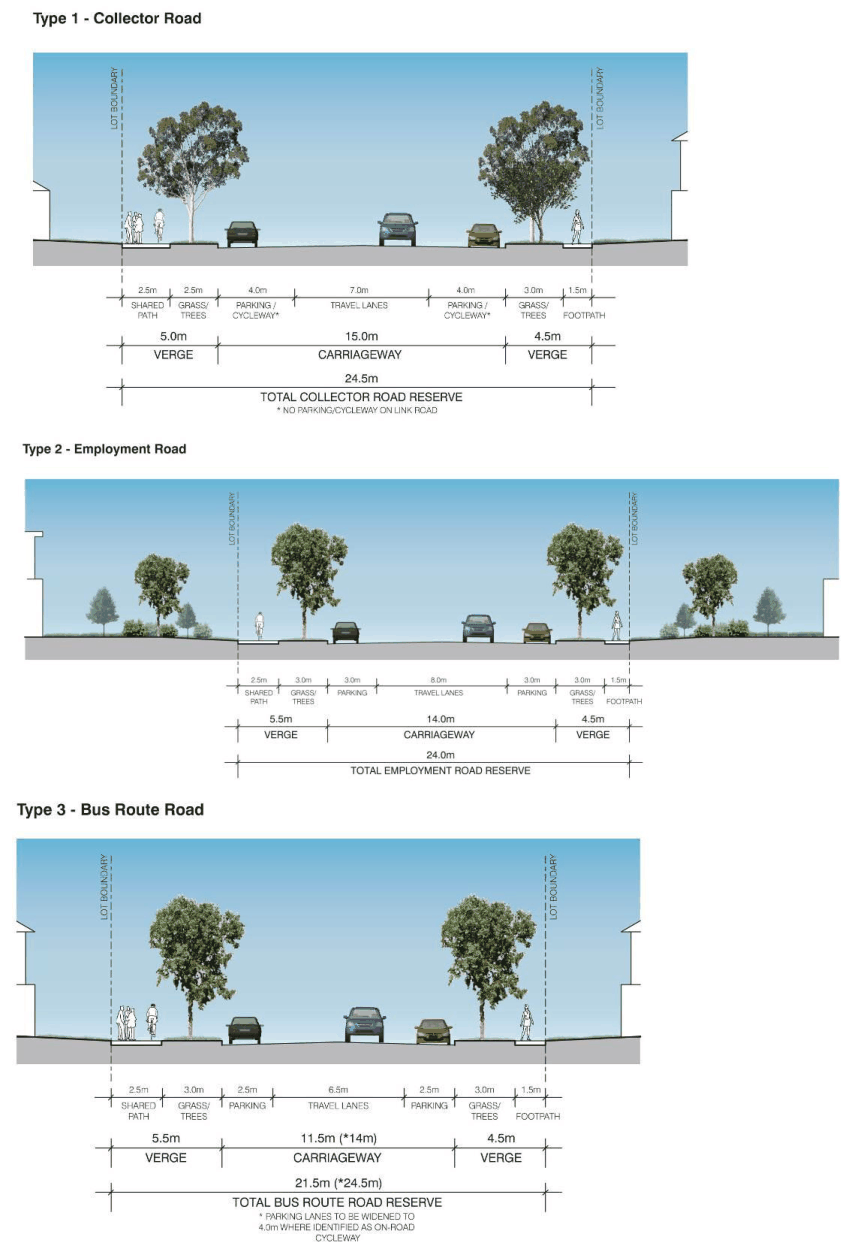 Type 1 - Collector Road
LOT BOUNDARY
LOT BOUNDARY
2.5m 2.5m 4.0m 7.0m 4.0m 3.0m 1.5m
SHARED GRASS/ PARKING / TRAVEL LANES PARKING / GRASS/
PATH TREES CYCLEWAY* CYCLEWAY* TREES FOOTPATH
5.0m 15.0m 4.5m
VERGE CARRIAGEWAY VERGE
24.5m
TOTAL COLLECTOR ROAD RESERVE
* NO PARKING/CYCLEWAY ON LINK ROAD
Type 2 - Employment Road
LOT BOUNDARY
LOT BOUNDARY
2.5m 3.0m 3.0m 8.0m 3.0m 3.0m 1.5m
SHARED GRASS/ PARKING TRAVEL LANES PARKING GRASS/
PATH TREES TREES FOOTPATH
5.5m 14.0m 4.5m
VERGE CARRIAGEWAY VERGE
24.0m
TOTAL EMPLOYMENT ROAD RESERVE
Type 3 - Bus Route Road
LOT BOUNDARY
LOT BOUNDARY
2.5m 3.0m 2.5m 6.5m 2.5m 3.0m 1.5m
SHARED GRASS/ PARKING TRAVEL LANES PARKING GRASS/
PATH TREES TREES FOOTPATH
5.5m 11.5m (*14m) 4.5m
VERGE CARRIAGEWAY VERGE
21.5m (*24.5m)
TOTAL BUS ROUTE ROAD RESERVE
* PARKING LANES TO BE WIDENED TO
4.0m WHERE IDENTIFIED AS ON-ROAD
CYCLEWAY